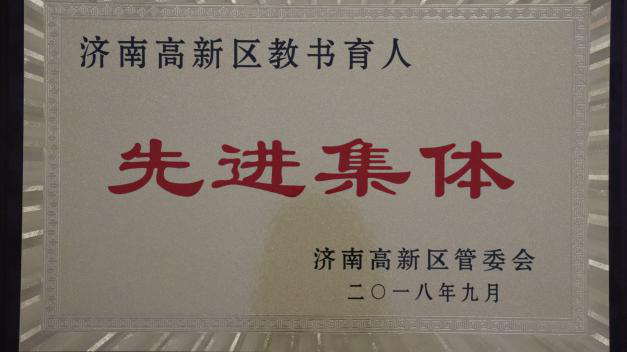 济南高新区教书育人
先进集体
济南高新区管委会
二〇一八年九月